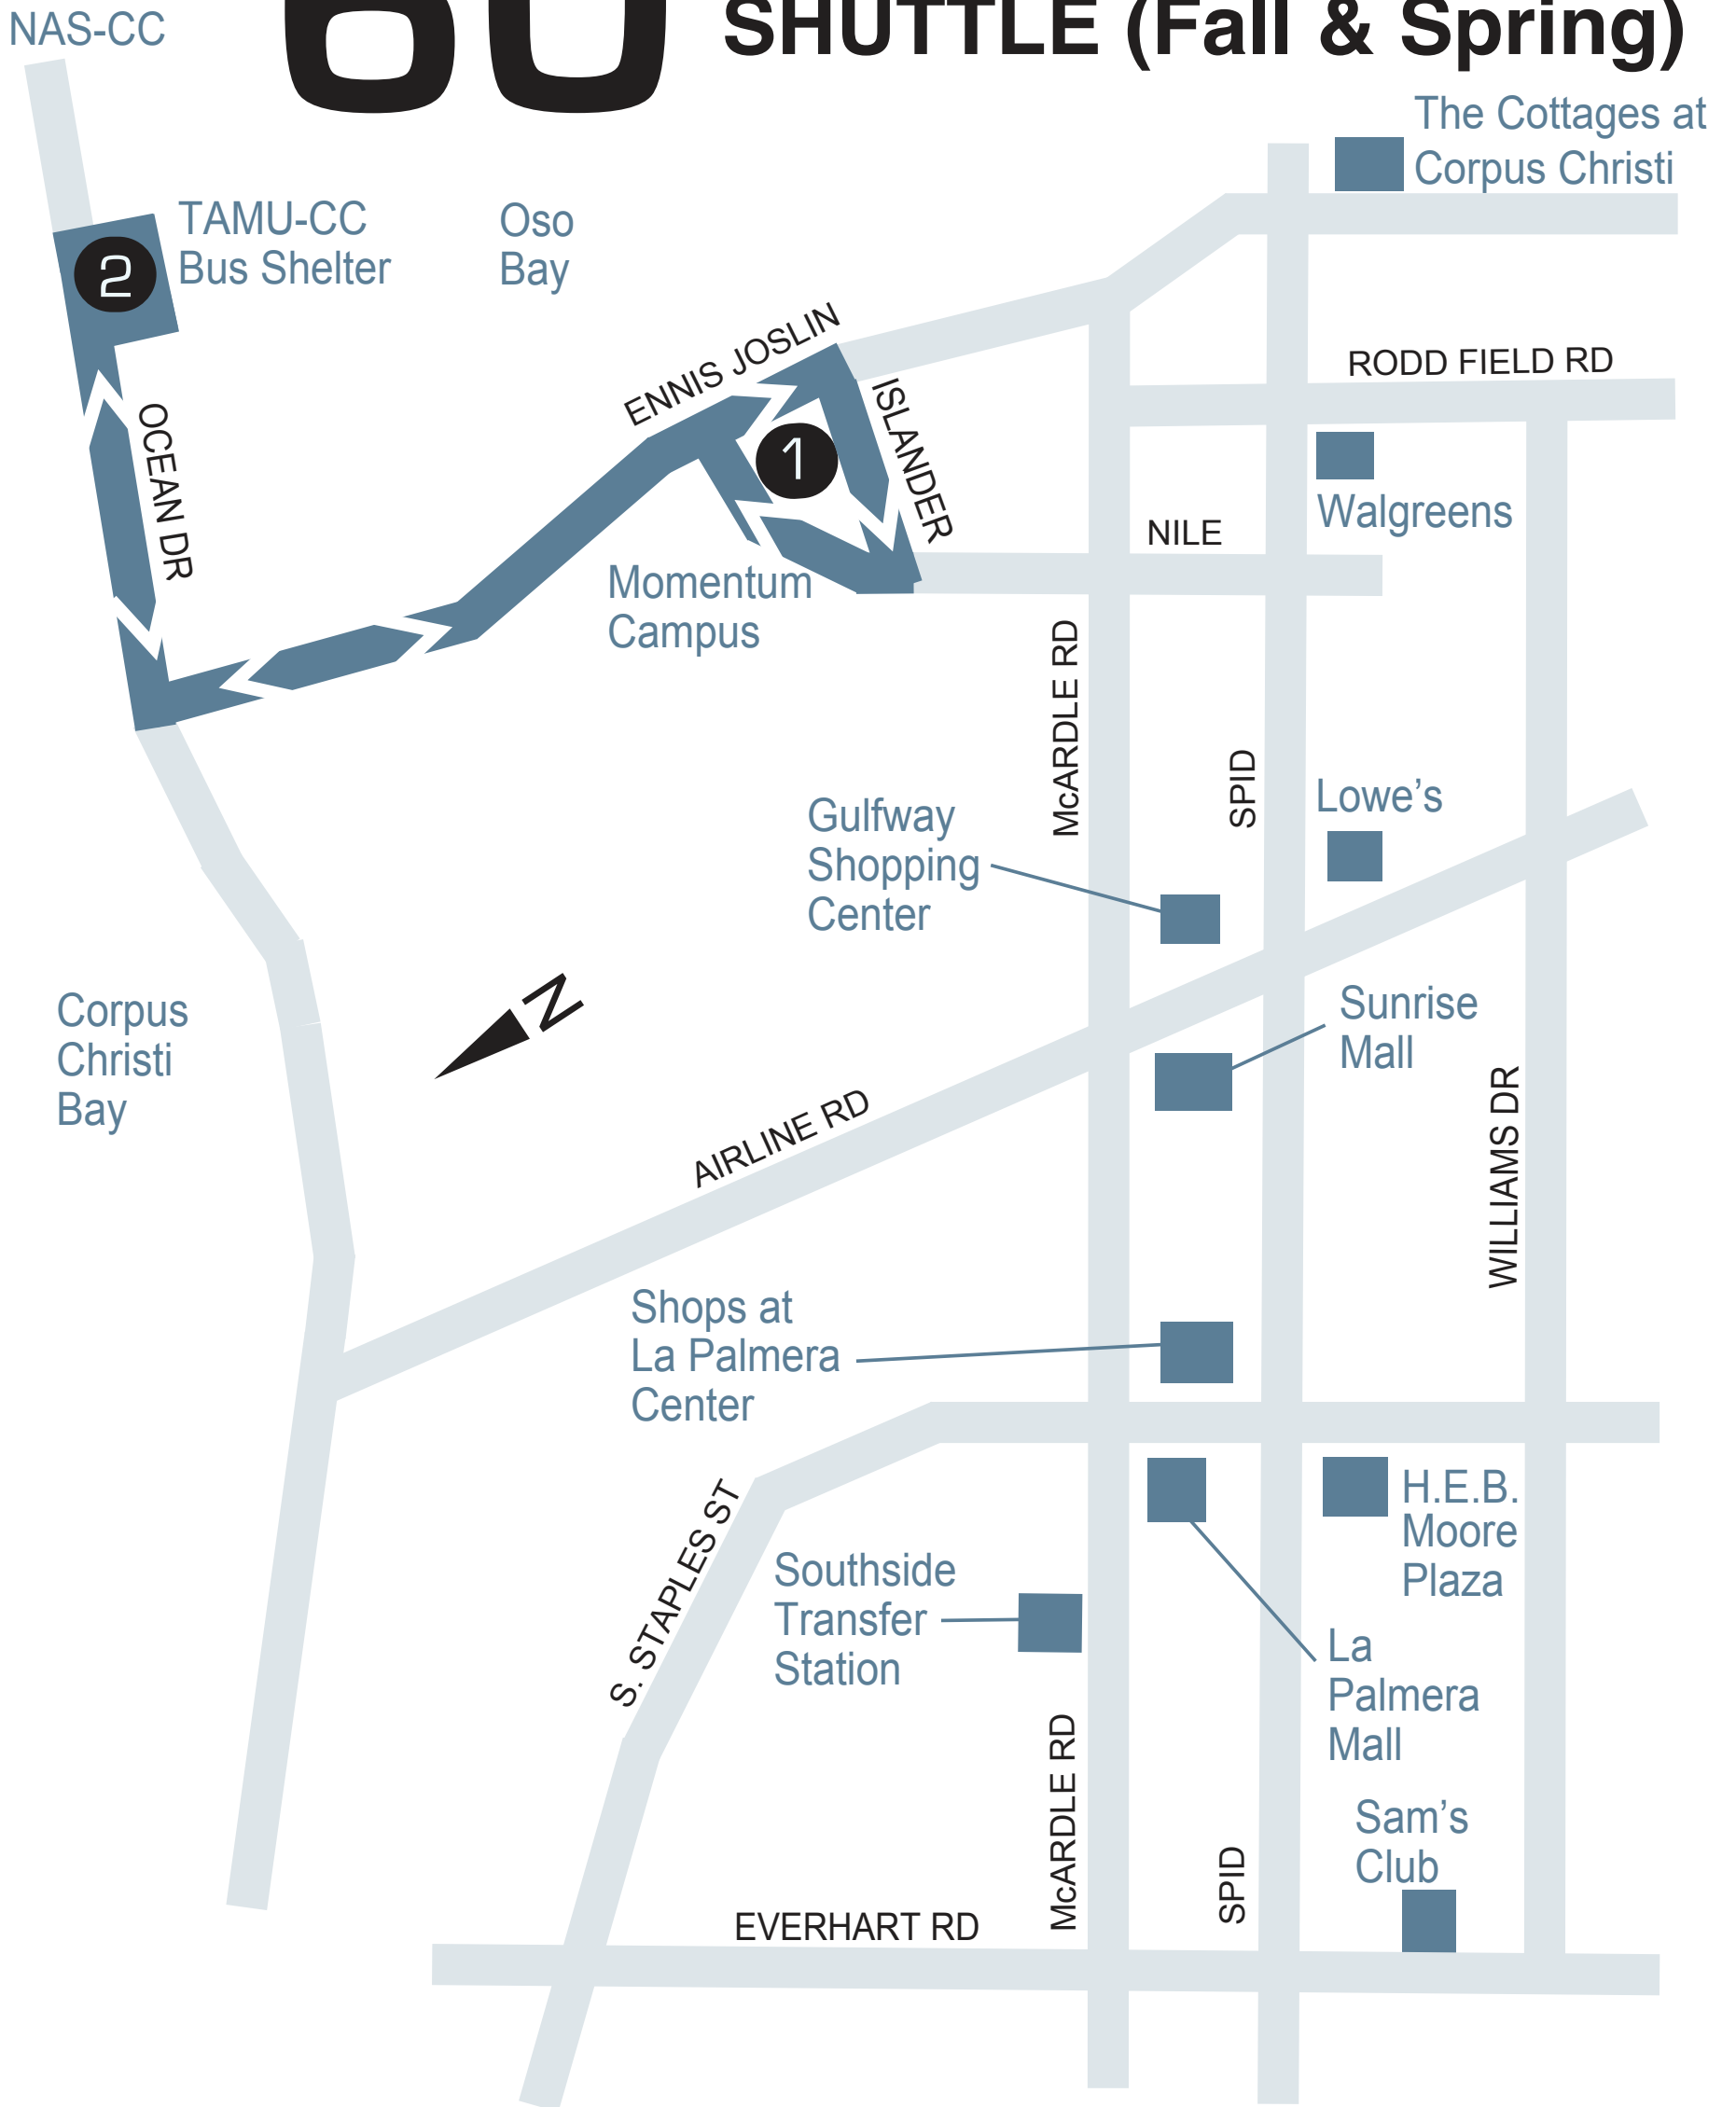 NAS-CC
60
SHUTTLE (Fall & Spring)
The Cottages at
Corpus Christi
TAMU-CC
Bus Shelter
2
Oso
Bay
ENNIS JOSLIN
ISLANDER
1
RODD FIELD RD
OCEAN DR
Walgreens
NILE
Momentum
Campus
McARDLE RD
SPID
Lowe’s
Gulfway
Shopping
Center
Sunrise
Mall
Corpus
Christi
Bay
N
AIRLINE RD
WILLIAMS DR
Shops at
La Palmera
Center
H.E.B.
Moore
Plaza
S. STAPLES ST
Southside
Transfer
Station
La
Palmera
Mall
McARDLE RD
SPID
Sam’s
Club
EVERHART RD